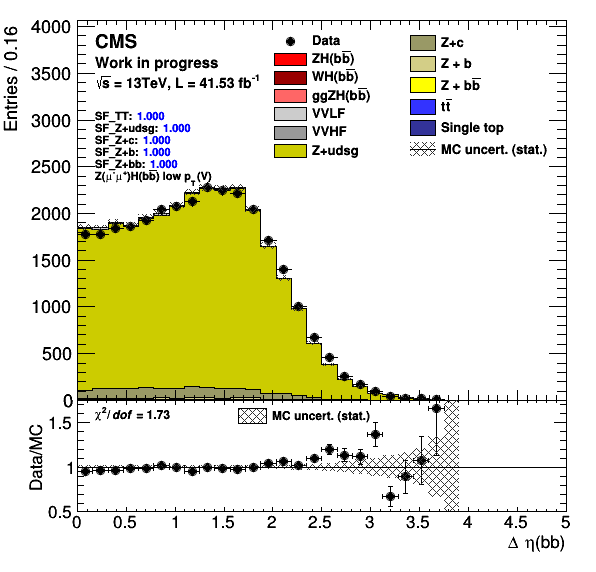 CMS
Work in progress
√s = 13TeV, L = 41.53 fb⁻¹
SF_TT: 1.000
SF_Z+udsg: 1.000
SF_Z+c: 1.000
SF_Z+b: 1.000
SF_Z+bb: 1.000
Z(μ⁻μ⁺)H(bb̅) low p_T(V)
Data
ZH(bb̅)
WH(bb̅)
ggZH(bb̅)
VVLF
VVHF
Z+udsg
Z+c
Z + b
Z + bb̅
tt̅
Single top
MC uncert. (stat.)
Entries / 0.16
4000
3500
3000
2500
2000
1500
1000
500
0
χ²/dof = 1.73
MC uncert. (stat.)
Data/MC
1.5
1
0.5
0 0.5 1 1.5 2 2.5 3 3.5 4 4.5 5
Δ η(bb)